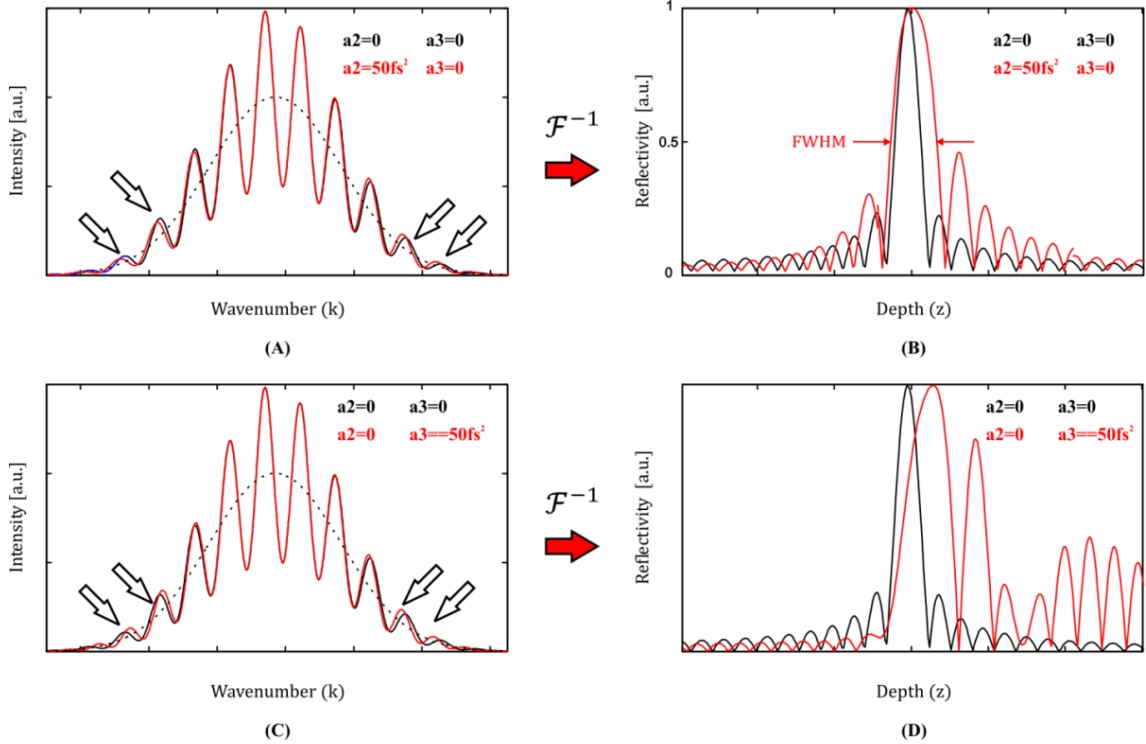 Intensity [a.u.]
a2=0 a3=0
a2=50fs² a3=0
Wavenumber (k)
(A)
ℱ⁻¹
Reflectivity [a.u.]
1
0.5
0
a2=0 a3=0
a2=50fs² a3=0
FWHM
Depth (z)
(B)
Intensity [a.u.]
a2=0 a3=0
a2=0 a3==50fs²
Wavenumber (k)
(C)
ℱ⁻¹
Reflectivity [a.u.]
a2=0 a3=0
a2=0 a3==50fs²
Depth (z)
(D)